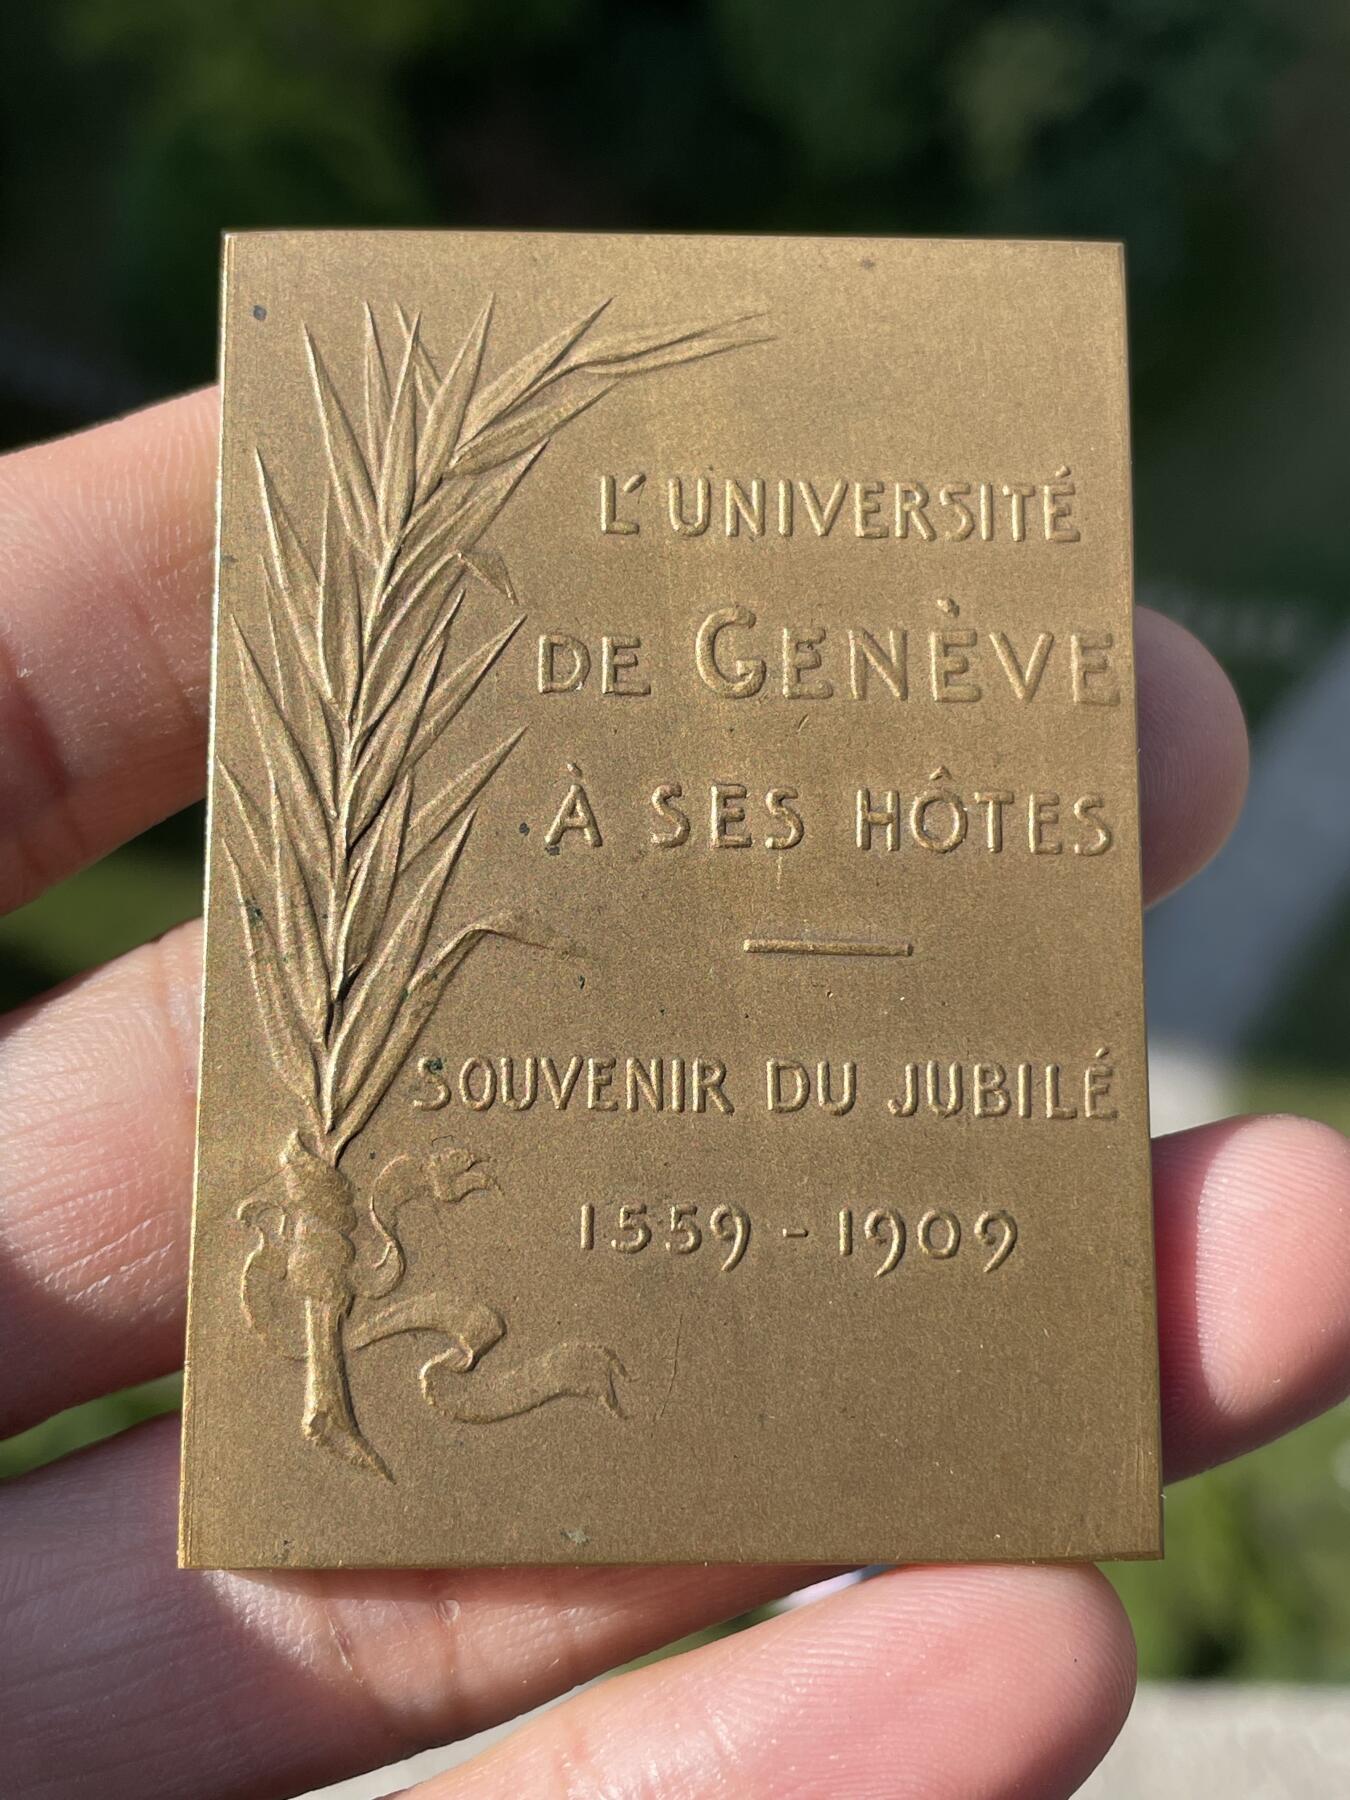 L'UNIVERSITÉ
DE GENÈVE
À SES HÔTES
SOUVENIR DU JUBILÉ
1559 - 1909